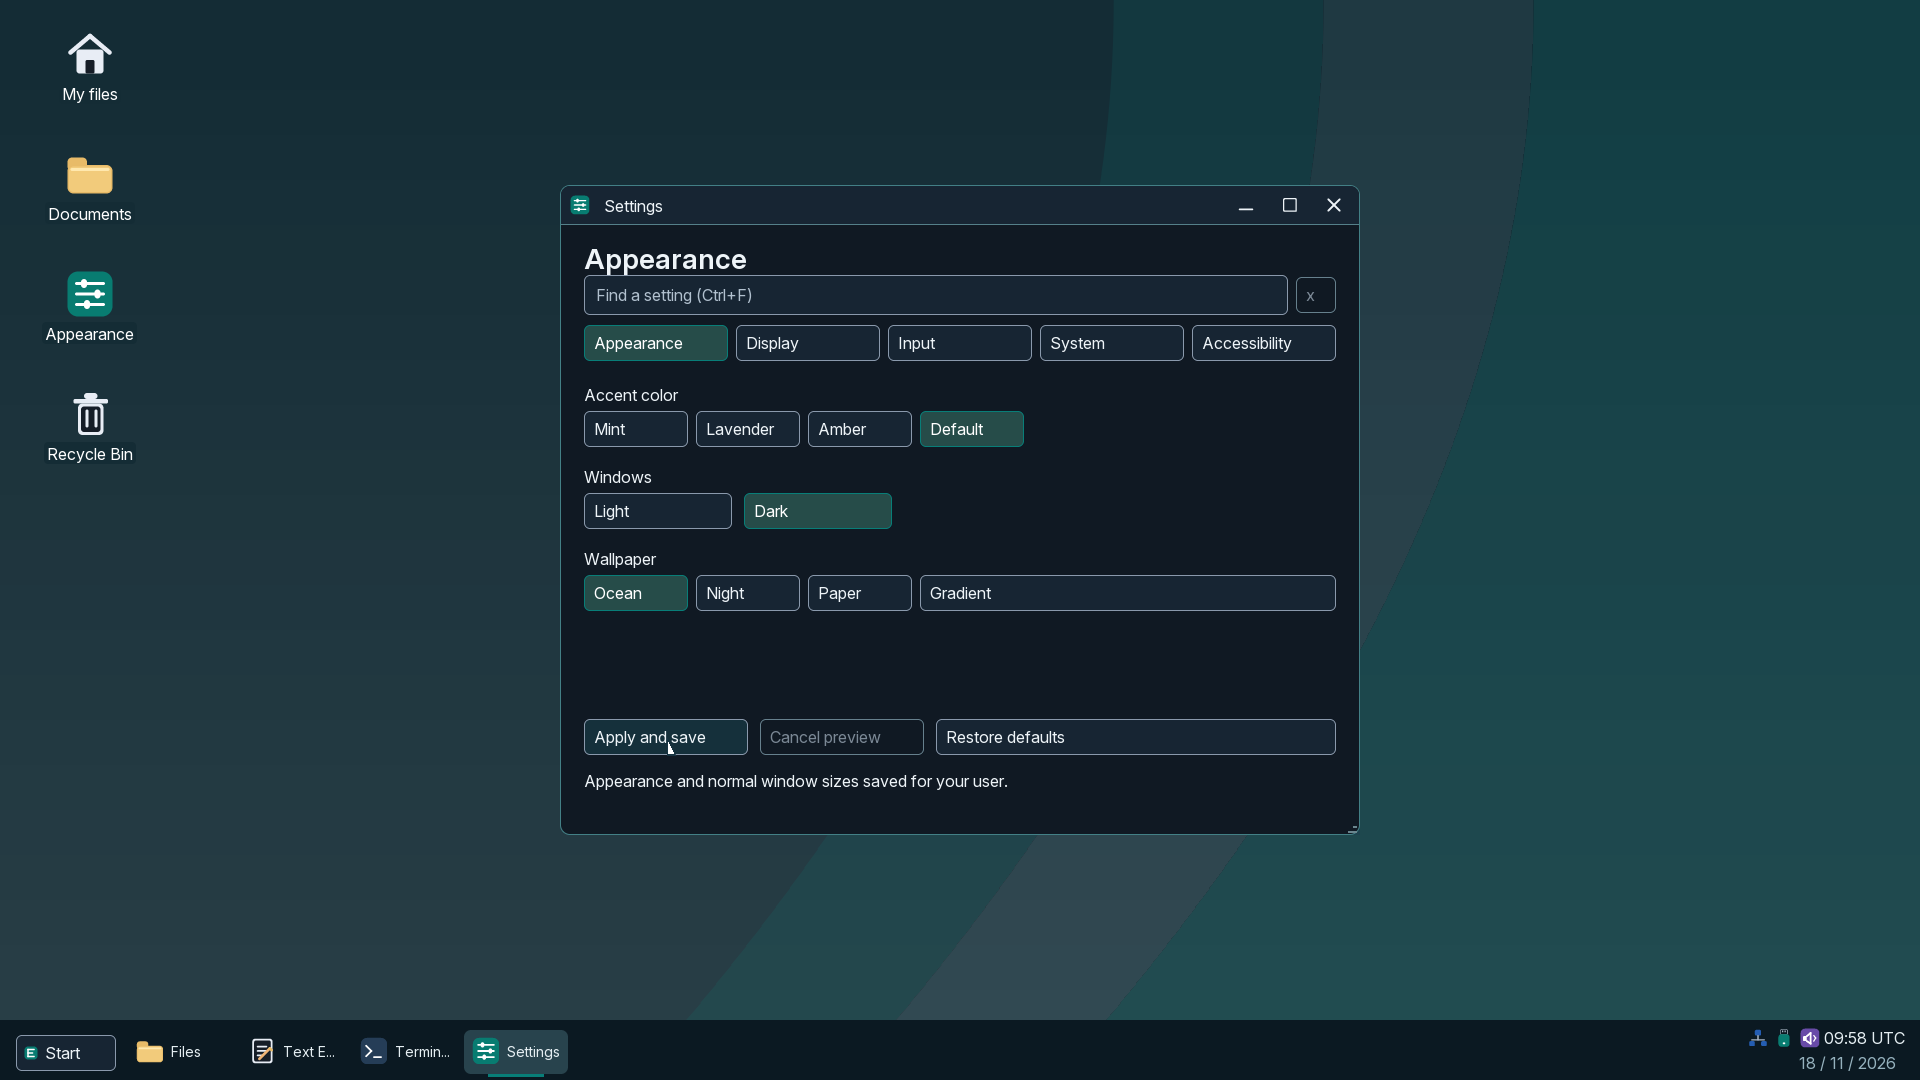 My files
Documents
Appearance
Recycle Bin
Settings
Appearance
Find a setting (Ctrl+F)
x
Appearance Display Input System Accessibility
Accent color
Mint Lavender Amber Default
Windows
Light Dark
Wallpaper
Ocean Night Paper Gradient
Apply and save Cancel preview Restore defaults
Appearance and normal window sizes saved for your user.
E Start Files Text E... Termin... Settings
09:58 UTC
18 / 11 / 2026